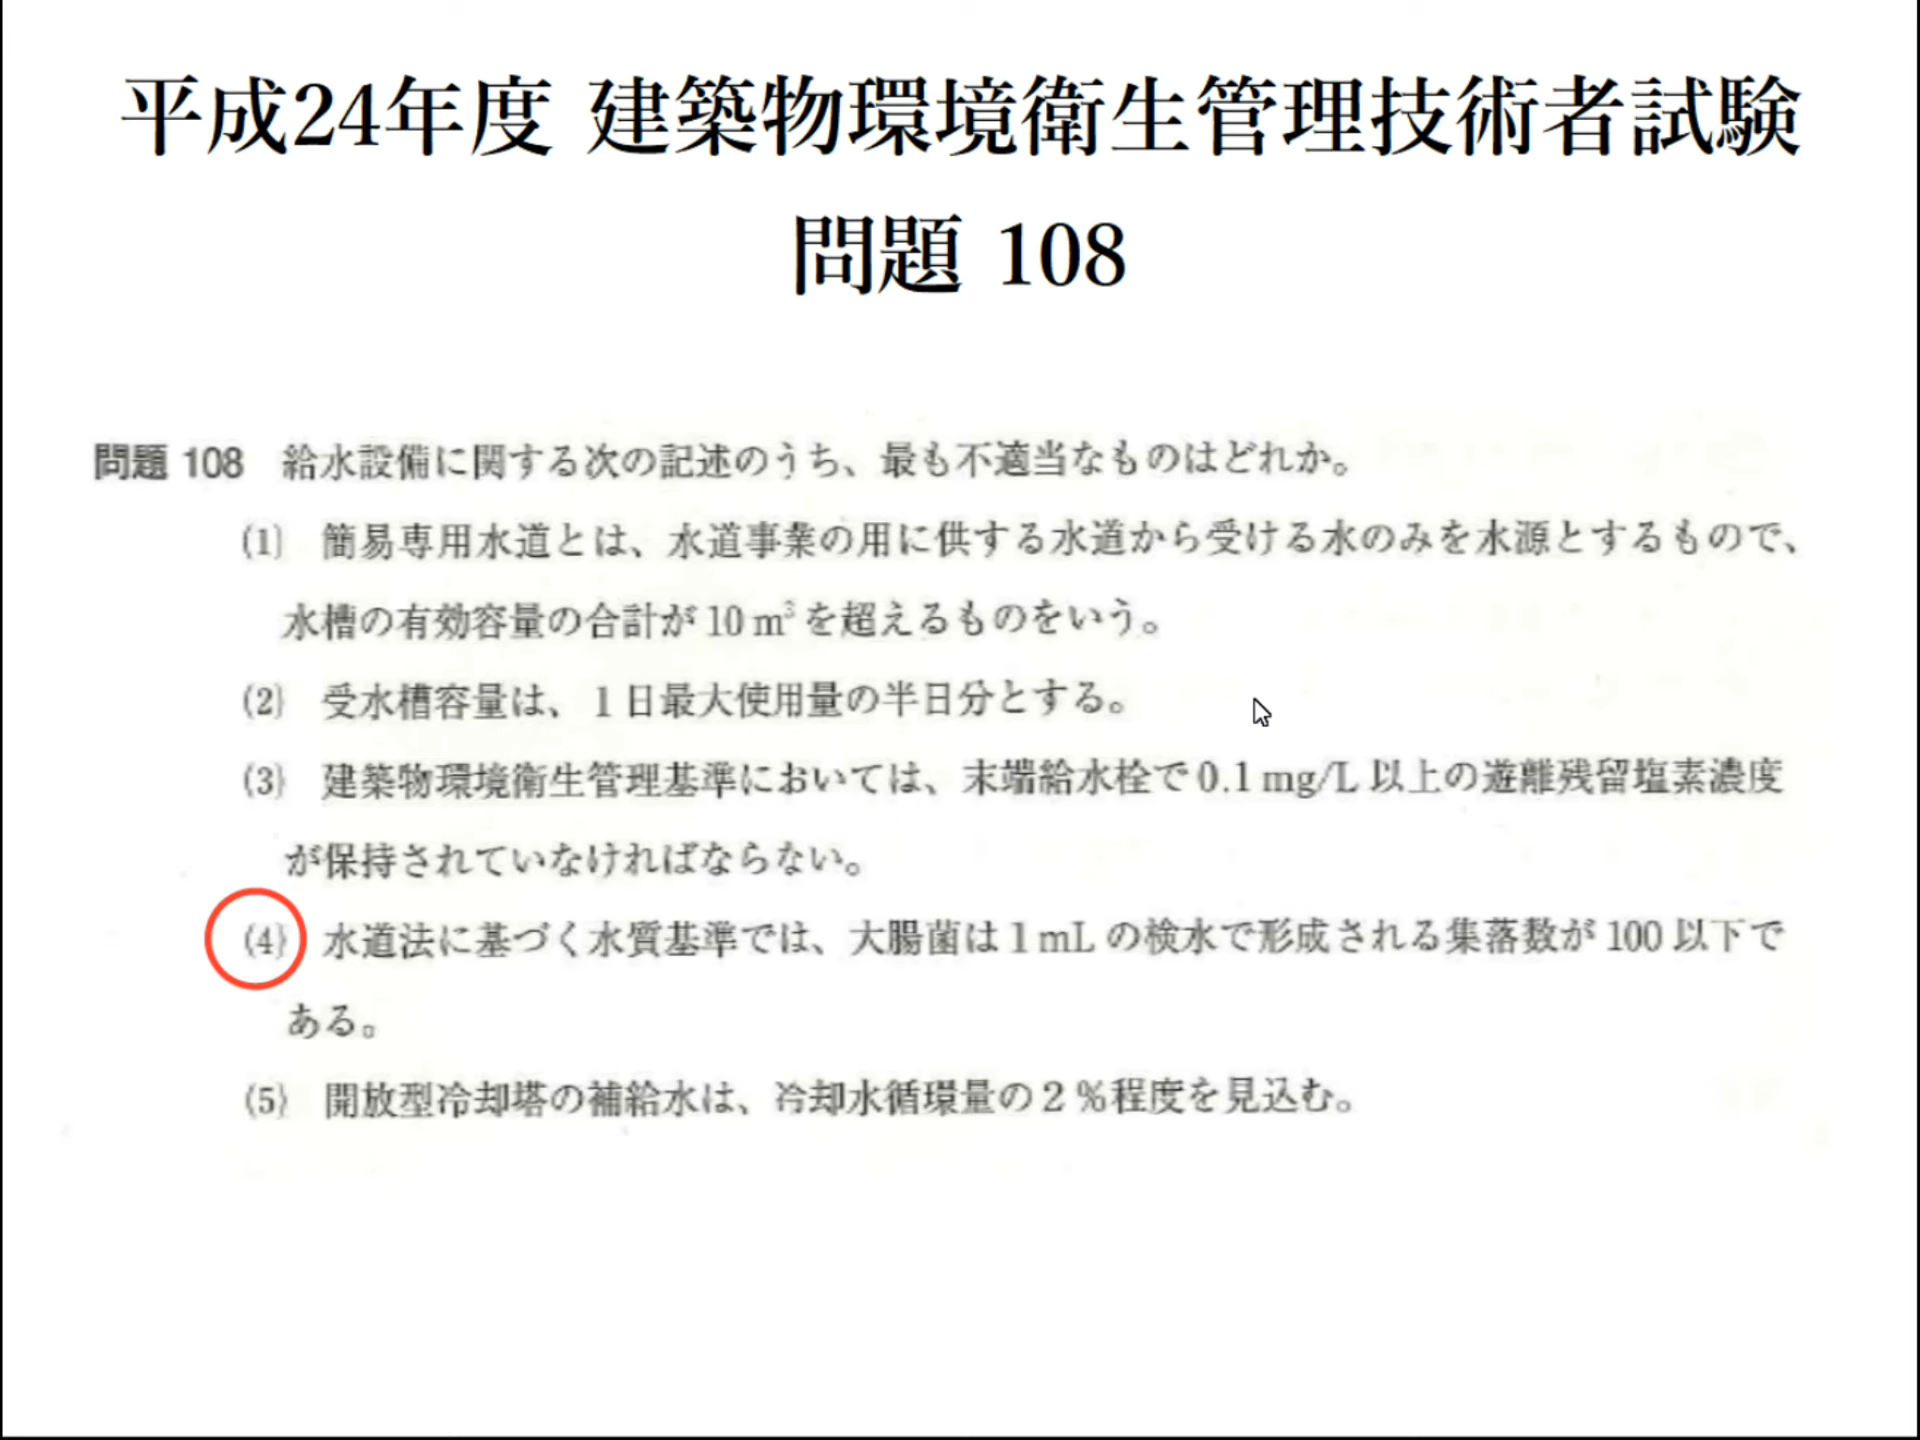 平成24年度 建築物環境衛生管理技術者試験
問題 108
問題 108 給水設備に関する次の記述のうち、最も不適当なものはどれか。
(1) 簡易専用水道とは、水道事業の用に供する水道から受ける水のみを水源とするもので、
水槽の有効容量の合計が 10 m³ を超えるものをいう。
(2) 受水槽容量は、1 日最大使用量の半日分とする。
(3) 建築物環境衛生管理基準においては、末端給水栓で 0.1 mg/L 以上の遊離残留塩素濃度
が保持されていなければならない。
(4) 水道法に基づく水質基準では、大腸菌は 1 mL の検水で形成される集落数が 100 以下で
ある。
(5) 開放型冷却塔の補給水は、冷却水循環量の 2 %程度を見込む。